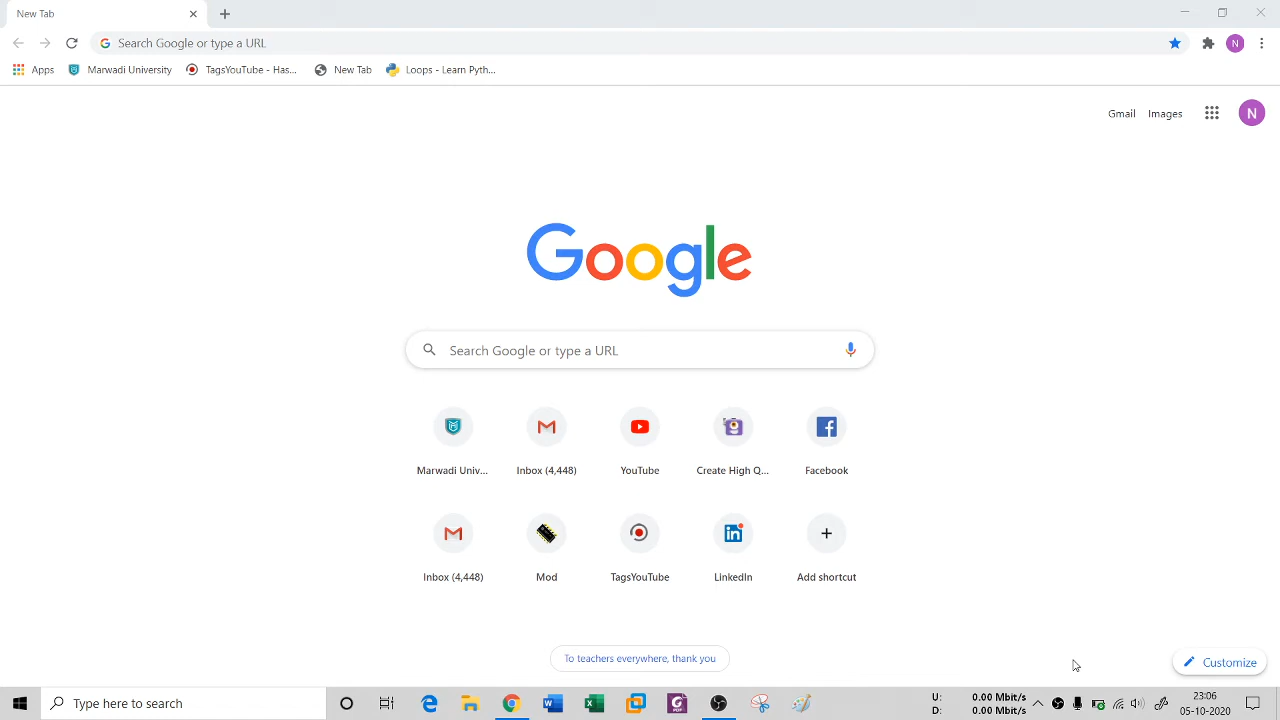 New Tab
Search Google or type a URL
N
Apps
Marwadi University
TagsYouTube - Has...
New Tab
Loops - Learn Pyth...
Gmail
Images
N
Google
Search Google or type a URL
Marwadi Univ...
Inbox (4,448)
YouTube
Create High Q...
Facebook
Inbox (4,448)
Mod
TagsYouTube
LinkedIn
Add shortcut
To teachers everywhere, thank you
Customize
Type here to search
U: 0.00 Mbit/s
D: 0.00 Mbit/s
23:06
05-10-2020